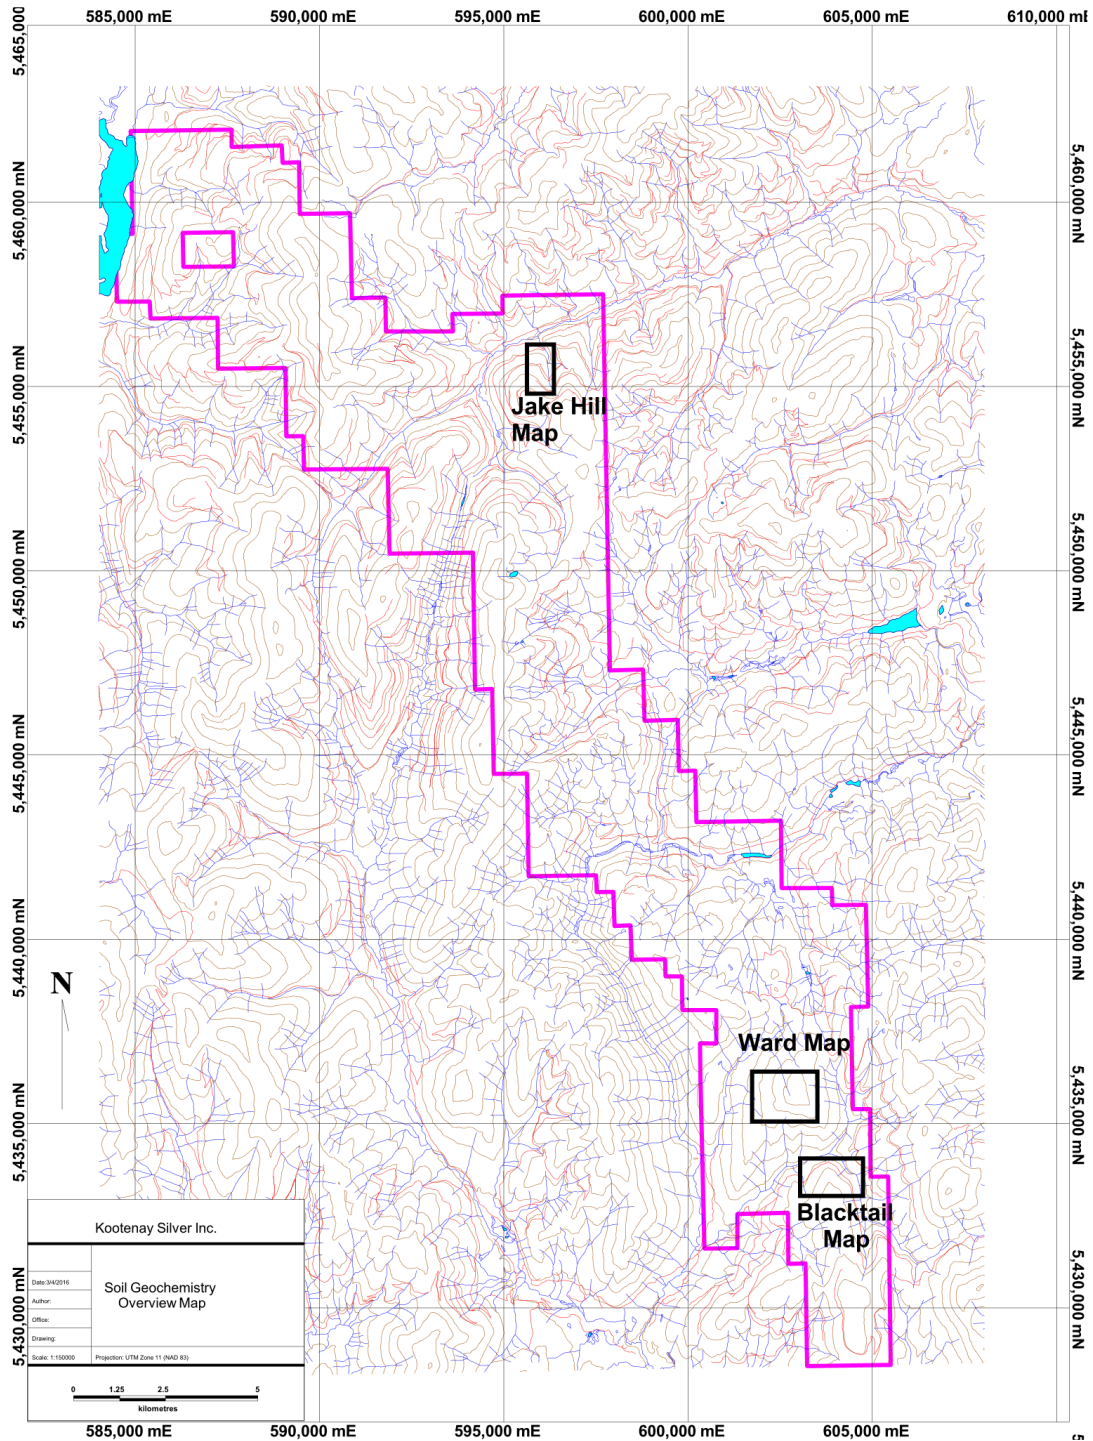 585,000 mE
590,000 mE
595,000 mE
600,000 mE
605,000 mE
610,000 mE
5,465,000
5,460,000 mN
5,460,000 mN
5,455,000 mN
5,455,000 mN
Jake Hill
Map
5,450,000 mN
5,450,000 mN
5,445,000 mN
5,445,000 mN
5,440,000 mN
5,440,000 mN
N
Ward Map
5,435,000 mN
5,435,000 mN
Blacktail
Map
5,430,000 mN
5,430,000 mN
Kootenay Silver Inc.
Date:3/4/2016
Author:
Office:
Drawing:
Scale: 1:150000
Soil Geochemistry
Overview Map
Projection: UTM Zone 11 (NAD 83)
0 1.25 2.5 5
kilometres
585,000 mE
590,000 mE
595,000 mE
600,000 mE
605,000 mE